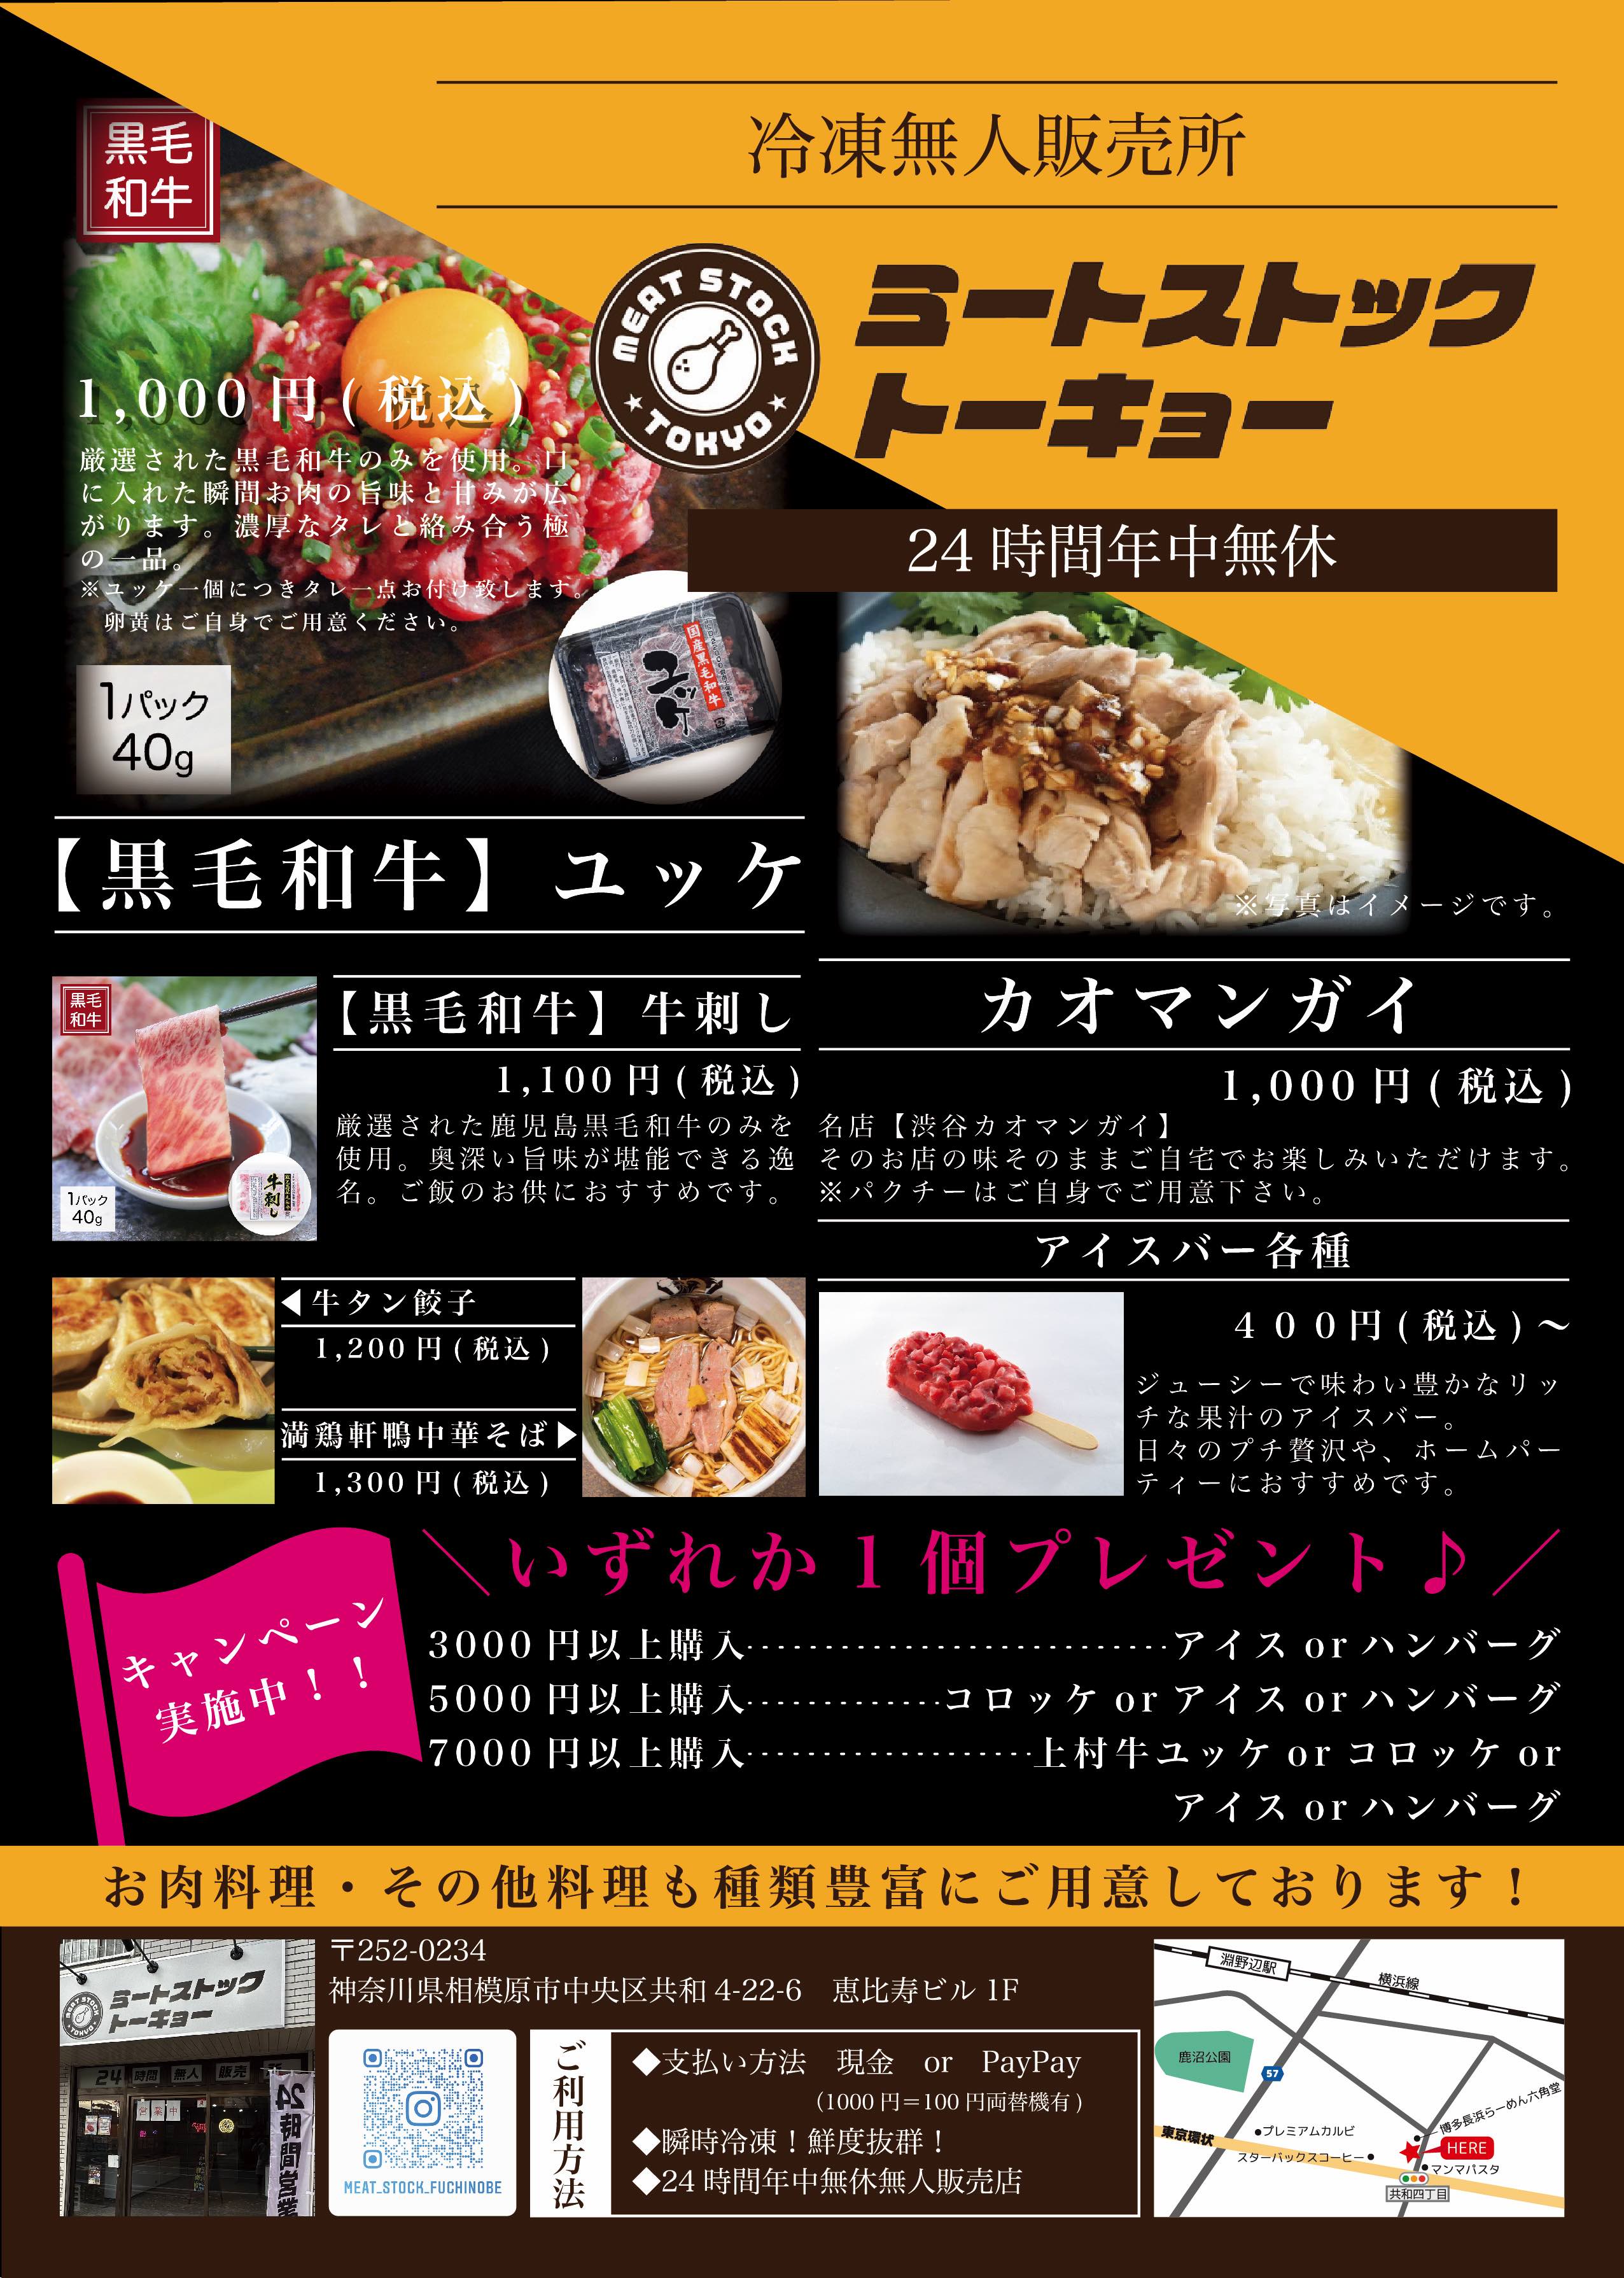 冷凍無人販売所
MEAT STOCK
TOKYO
ミートストック
トーキョー
24時間年中無休
黒毛
和牛
1,000円(税込)
厳選された黒毛和牛のみを使用。口
に入れた瞬間お肉の旨味と甘みが広
がります。濃厚なタレと絡み合う極
の一品。
※ユッケ一個につきタレ一点お付け致します。
卵黄はご自身でご用意ください。
1パック
40g
国産黒毛和牛
ユッケ
【黒毛和牛】ユッケ
※写真はイメージです。
黒毛
和牛
1パック
40g
牛刺し
【黒毛和牛】牛刺し
1,100円(税込)
厳選された鹿児島黒毛和牛のみを
使用。奥深い旨味が堪能できる逸
名。ご飯のお供におすすめです。
カオマンガイ
1,000円(税込)
名店【渋谷カオマンガイ】
そのお店の味そのままご自宅でお楽しみいただけます。
※パクチーはご自身でご用意下さい。
◀牛タン餃子
1,200円(税込)
満鶏軒鴨中華そば▶
1,300円(税込)
アイスバー各種
400円(税込)〜
ジューシーで味わい豊かなリッ
チな果汁のアイスバー。
日々のプチ贅沢や、ホームパー
ティーにおすすめです。
キャンペーン
実施中!!
＼いずれか1個プレゼント♪／
3000円以上購入‥‥‥‥‥‥‥‥‥‥アイス or ハンバーグ
5000円以上購入‥‥‥‥‥コロッケ or アイス or ハンバーグ
7000円以上購入‥‥‥‥‥‥‥上村牛ユッケ or コロッケ or
アイス or ハンバーグ
お肉料理・その他料理も種類豊富にご用意しております！
ミートストック
トーキョー
MEAT STOCK
TOKYO
24時間無人販売所
営業中
24時間営業
〒252-0234
神奈川県相模原市中央区共和4-22-6　恵比寿ビル1F
MEAT_STOCK_FUCHINOBE
ご利用方法
◆支払い方法　現金　or　PayPay
(1000円＝100円両替機有)
◆瞬時冷凍！鮮度抜群！
◆24時間年中無休無人販売店
淵野辺駅
横浜線
鹿沼公園
57
博多長浜らーめん六角堂
東京環状
●プレミアムカルビ
スターバックスコーヒー●
HERE
●マンマパスタ
共和四丁目